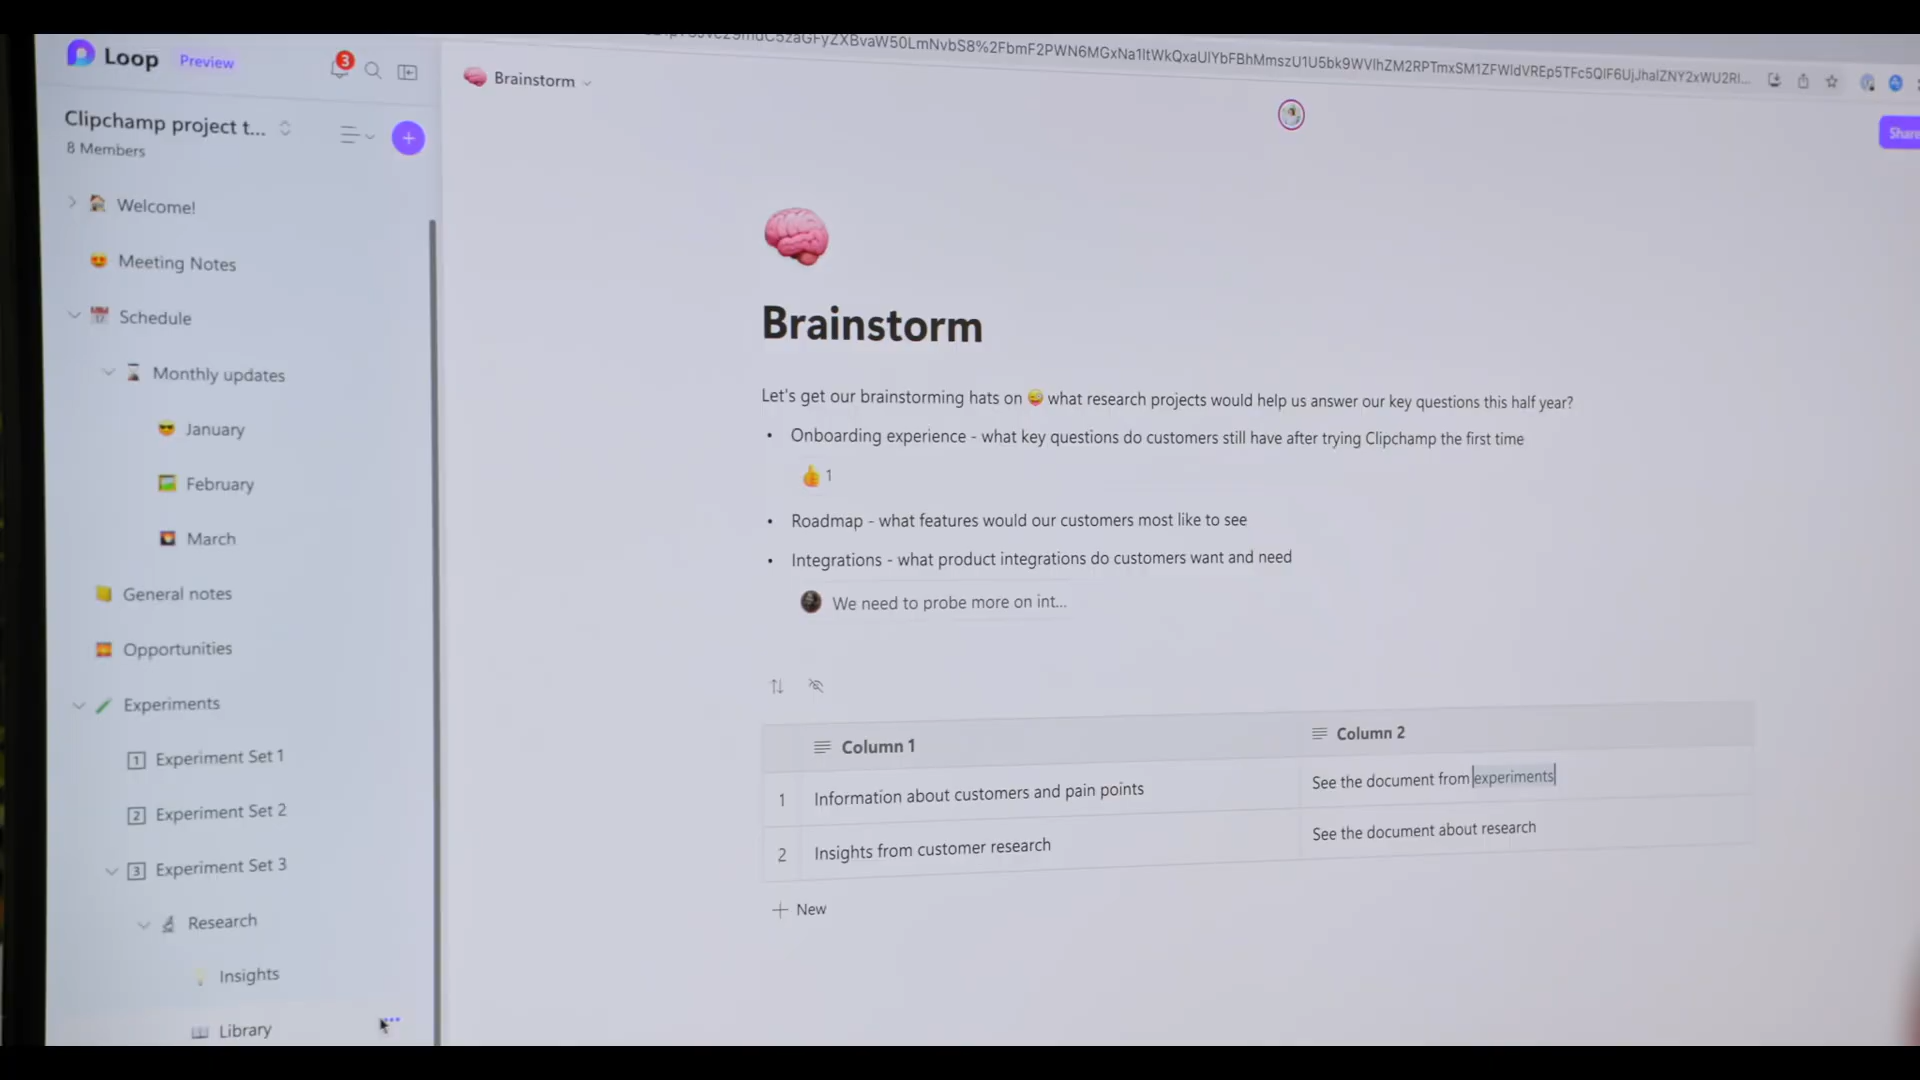 Loop Preview
3
Clipchamp project t...
8 Members
Welcome!
Meeting Notes
Schedule
Monthly updates
January
February
March
General notes
Opportunities
Experiments
1 Experiment Set 1
2 Experiment Set 2
3 Experiment Set 3
Research
Insights
Library
Brainstorm
Share
Brainstorm
Let's get our brainstorming hats on 😜 what research projects would help us answer our key questions this half year?
• Onboarding experience - what key questions do customers still have after trying Clipchamp the first time
👍 1
• Roadmap - what features would our customers most like to see
• Integrations - what product integrations do customers want and need
We need to probe more on int...
Column 1 Column 2
1 Information about customers and pain points See the document from experiments
2 Insights from customer research See the document about research
+ New